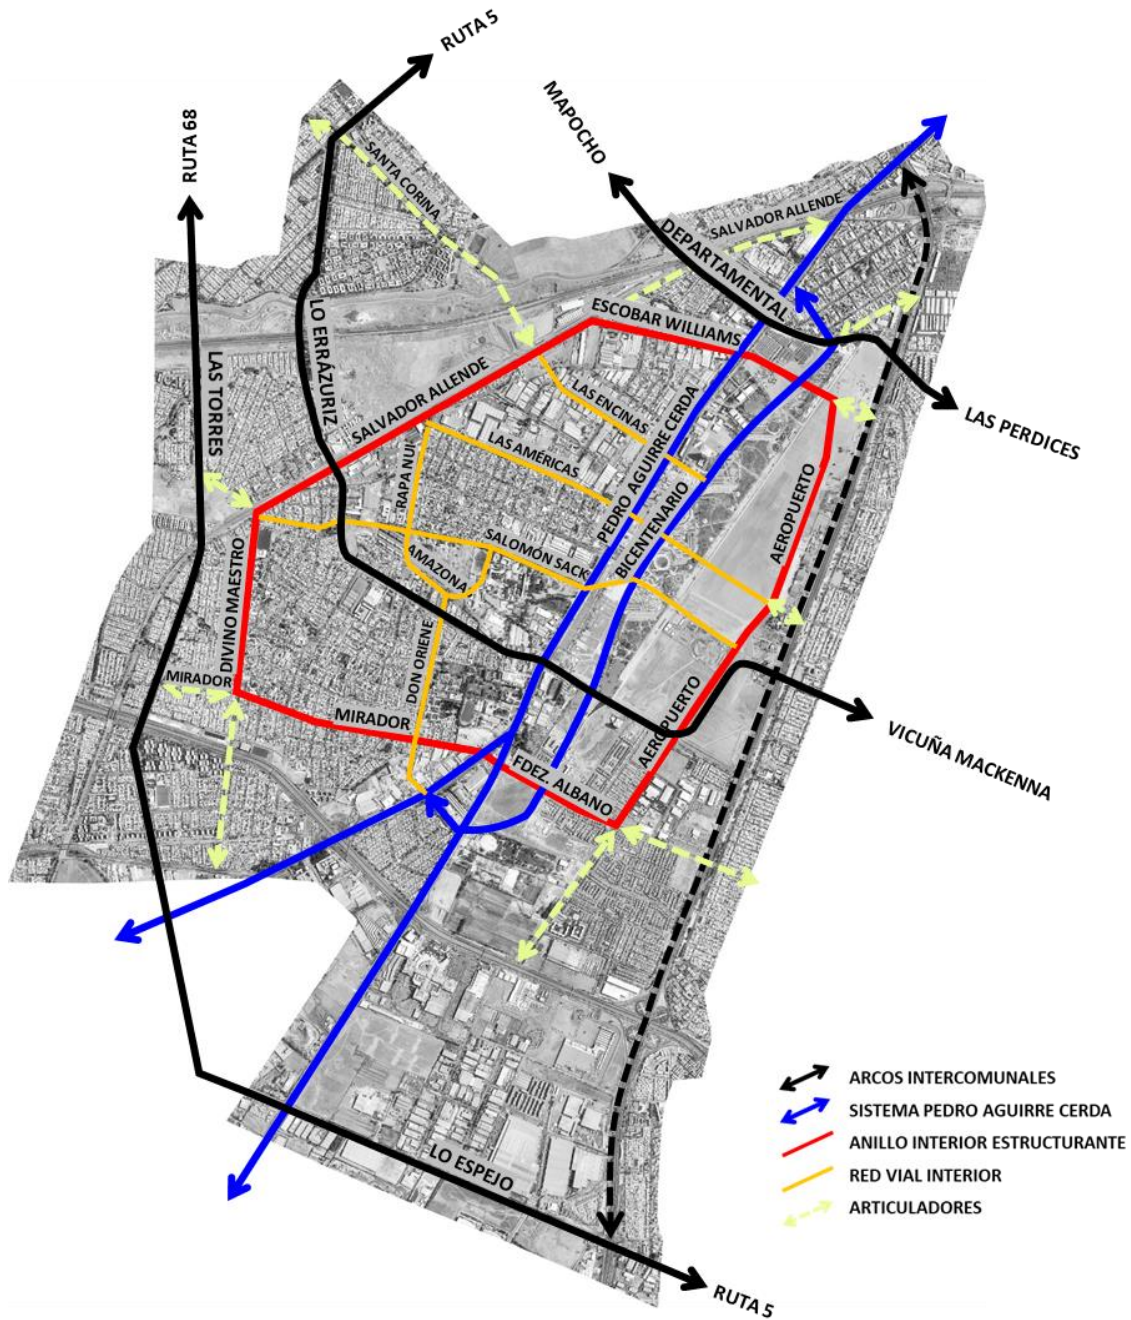 RUTA 5
RUTA 68
MAPOCHO
SANTA CORINA
SALVADOR ALLENDE
DEPARTAMENTAL
LO ERRÁZURIZ
ESCOBAR WILLIAMS
LAS TORRES
SALVADOR ALLENDE
LAS ENCINAS
PEDRO AGUIRRE CERDA
LAS PERDICES
LAS AMÉRICAS
RAPA NUI
BICENTENARIO
AEROPUERTO
SALOMÓN SACK
AMAZONA
DIVINO MAESTRO
DON ORIENE
MIRADOR
MIRADOR
AEROPUERTO
VICUÑA MACKENNA
FDEZ. ALBANO
ARCOS INTERCOMUNALES
SISTEMA PEDRO AGUIRRE CERDA
ANILLO INTERIOR ESTRUCTURANTE
RED VIAL INTERIOR
ARTICULADORES
LO ESPEJO
RUTA 5